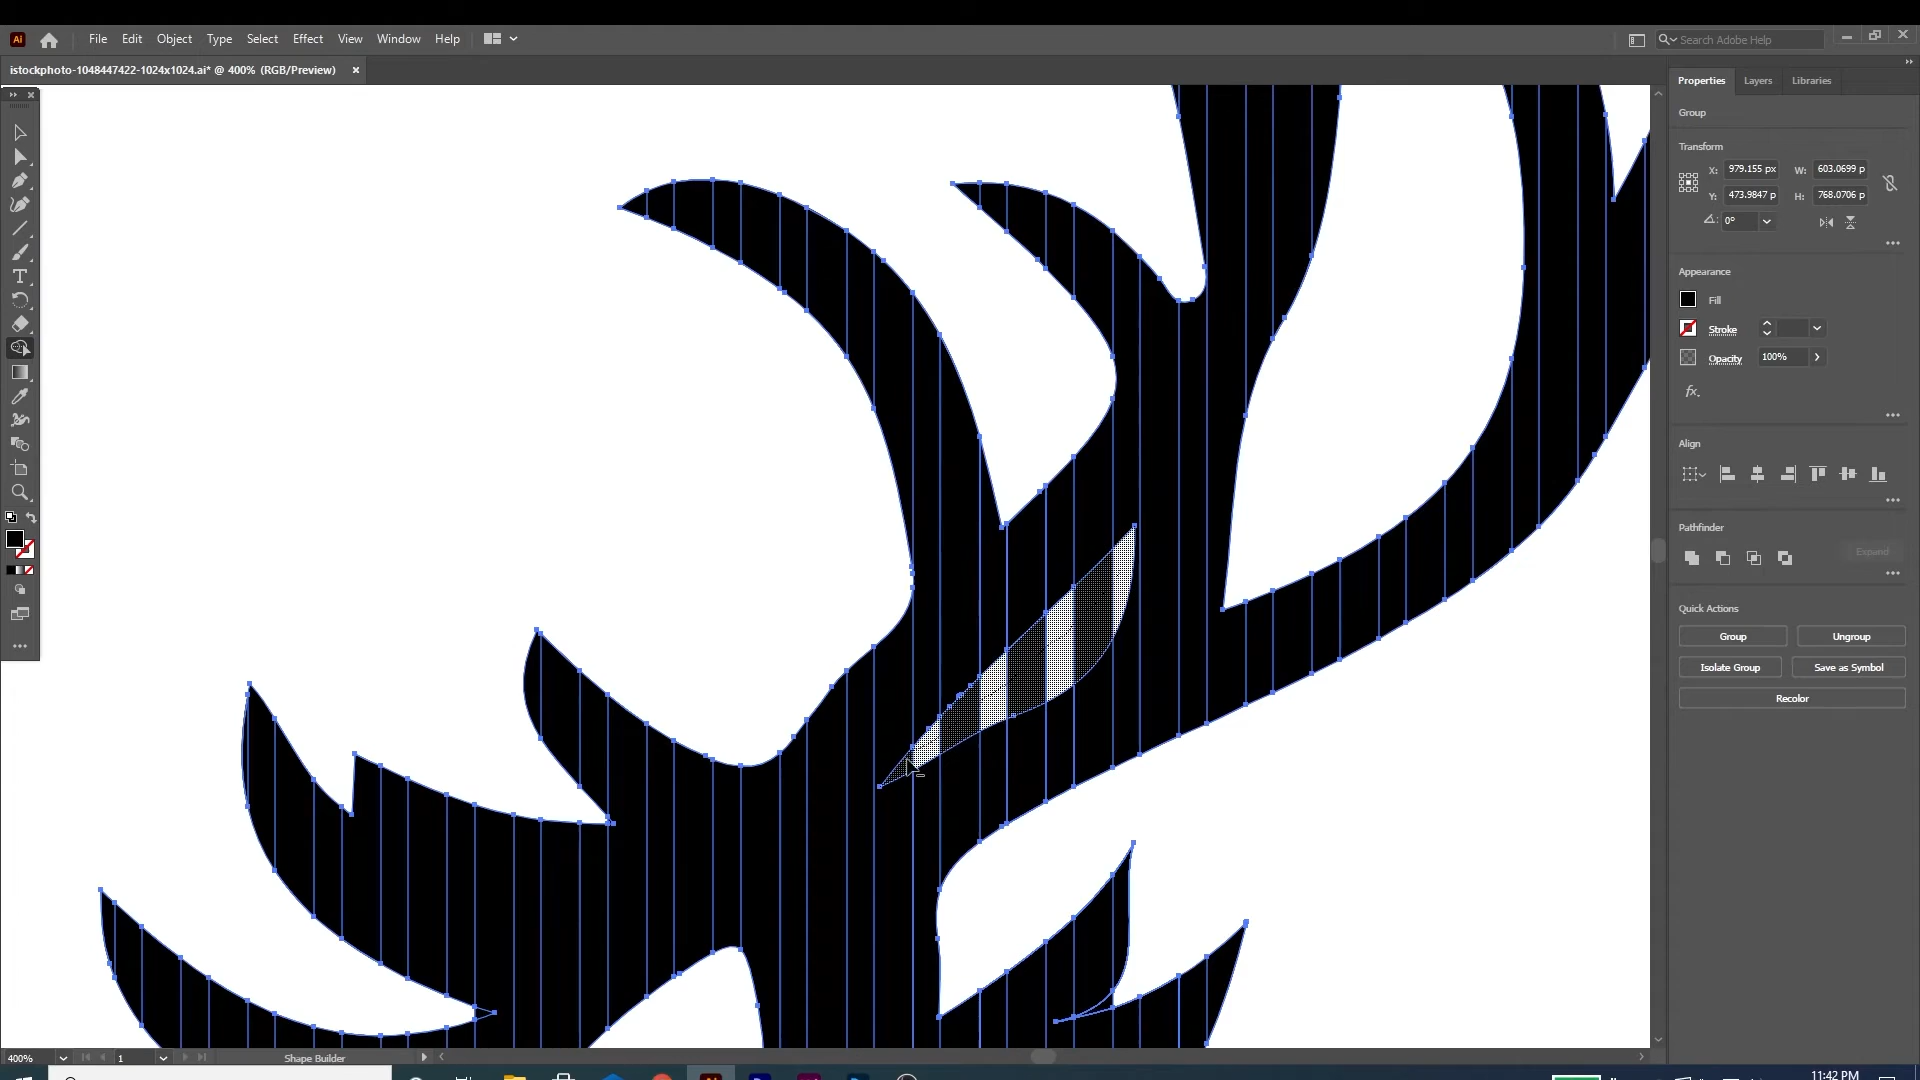 Ai File Edit Object Type Select Effect View Window Help Search Adobe Help
istockphoto-1048447422-1024x1024.ai* @ 400% (RGB/Preview) ×
Properties Layers Libraries
Group
Transform
X: 979.155 px W: 603.0699 p
Y: 473.9847 p H: 768.0706 p
0°
Appearance
Fill
Stroke
Opacity 100%
fx.
Align
Pathfinder
Expand
Quick Actions
Group Ungroup
Isolate Group Save as Symbol
Recolor
400% 1 Shape Builder
11:42 PM